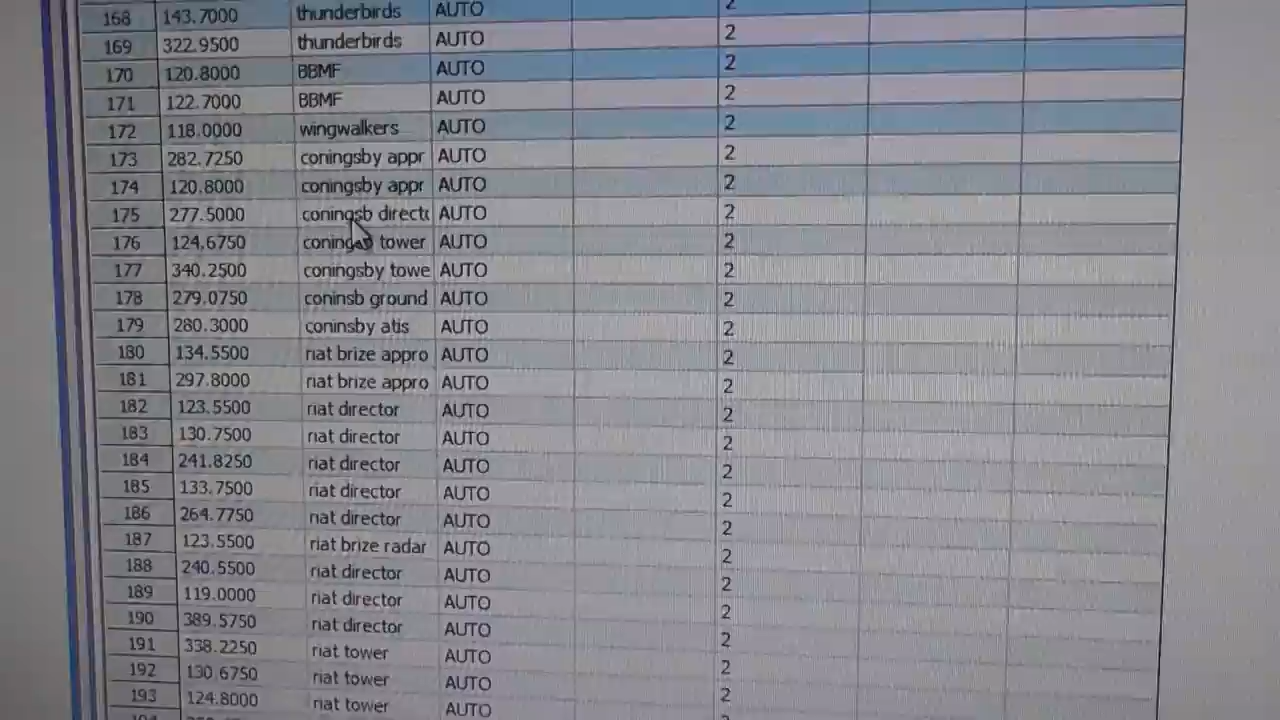 168 143.7000 thunderbirds AUTO 2
169 322.9500 thunderbirds AUTO 2
170 120.8000 BBMF AUTO 2
171 122.7000 BBMF AUTO 2
172 118.0000 wingwalkers AUTO 2
173 282.7250 coningsby appr AUTO 2
174 120.8000 coningsby appr AUTO 2
175 277.5000 coningsb direct AUTO 2
176 124.6750 tower AUTO 2
177 340.2500 coningsby towe AUTO 2
178 279.0750 coninsb ground AUTO 2
179 280.3000 coninsby atis AUTO 2
180 134.5500 riat brize appro AUTO 2
181 297.8000 riat brize appro AUTO 2
182 123.5500 riat director AUTO 2
183 130.7500 riat director AUTO 2
184 241.8250 riat director AUTO 2
185 133.7500 riat director AUTO 2
186 264.7750 riat director AUTO 2
187 123.5500 riat brize radar AUTO 2
188 240.5500 riat director AUTO 2
189 119.0000 riat director AUTO 2
190 389.5750 riat director AUTO 2
191 338.2250 riat tower AUTO 2
192 130.6750 riat tower AUTO 2
193 124.8000 riat tower AUTO